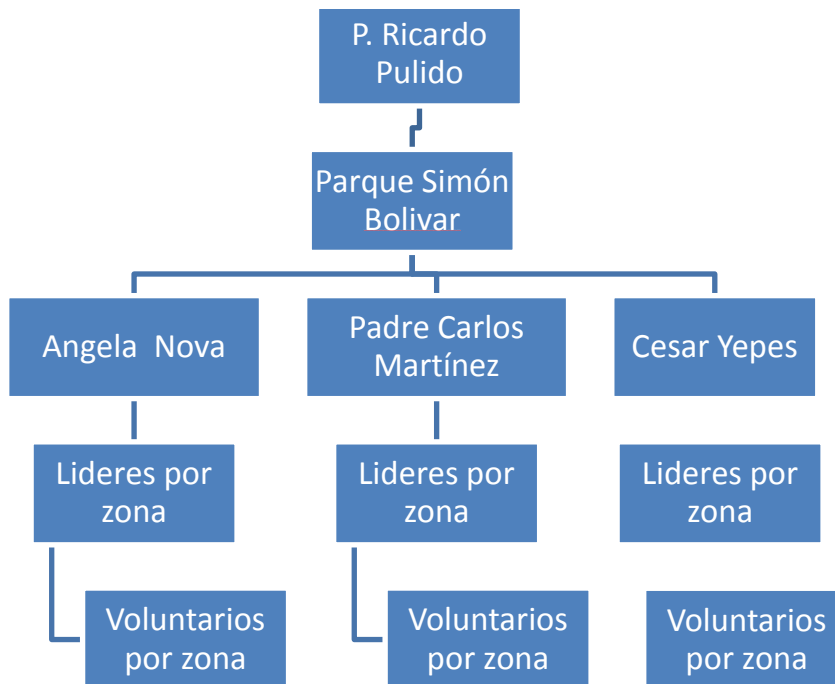 P. Ricardo
Pulido
Parque Simón
Bolivar
Angela  Nova
Padre Carlos
Martínez
Cesar Yepes
Lideres por
zona
Lideres por
zona
Lideres por
zona
Voluntarios
por zona
Voluntarios
por zona
Voluntarios
por zona